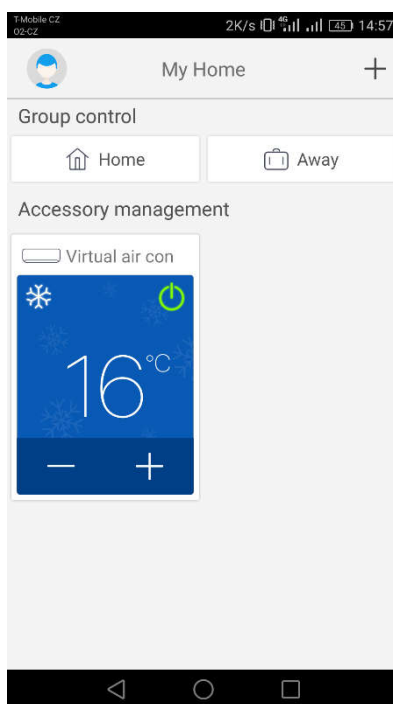 T-Mobile CZ
O2-CZ
2K/s 4G 45 14:57
My Home
Group control
Home Away
Accessory management
Virtual air con
16°C